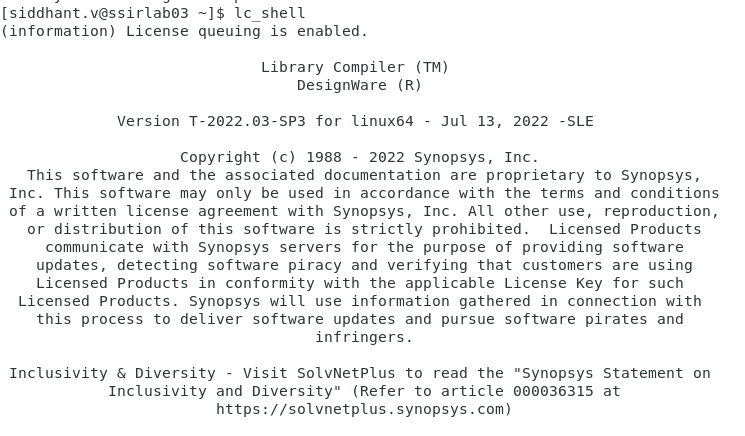 [siddhant.v@ssirlab03 ~]$ lc_shell
(information) License queuing is enabled.
Library Compiler (TM)
DesignWare (R)
Version T-2022.03-SP3 for linux64 - Jul 13, 2022 -SLE
Copyright (c) 1988 - 2022 Synopsys, Inc.
This software and the associated documentation are proprietary to Synopsys,
Inc. This software may only be used in accordance with the terms and conditions
of a written license agreement with Synopsys, Inc. All other use, reproduction,
or distribution of this software is strictly prohibited.  Licensed Products
communicate with Synopsys servers for the purpose of providing software
updates, detecting software piracy and verifying that customers are using
Licensed Products in conformity with the applicable License Key for such
Licensed Products. Synopsys will use information gathered in connection with
this process to deliver software updates and pursue software pirates and
infringers.
Inclusivity & Diversity - Visit SolvNetPlus to read the "Synopsys Statement on
Inclusivity and Diversity" (Refer to article 000036315 at
https://solvnetplus.synopsys.com)